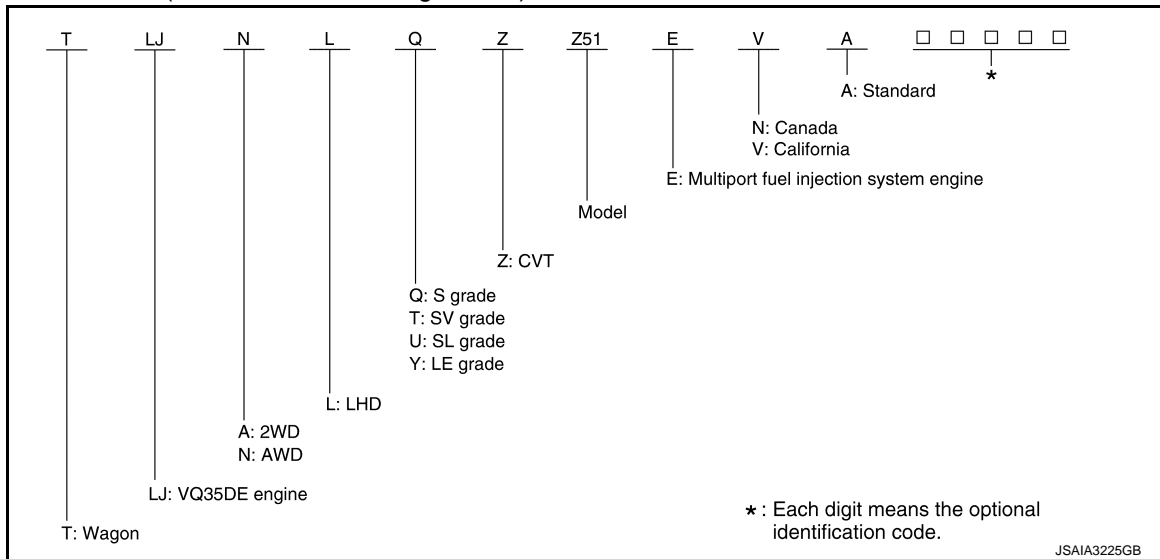 T LJ N L Q Z Z51 E V A □ □ □ □ □
*
A: Standard
N: Canada
V: California
E: Multiport fuel injection system engine
Model
Z: CVT
Q: S grade
T: SV grade
U: SL grade
Y: LE grade
L: LHD
A: 2WD
N: AWD
LJ: VQ35DE engine
T: Wagon
* : Each digit means the optional
identification code.
JSAIA3225GB